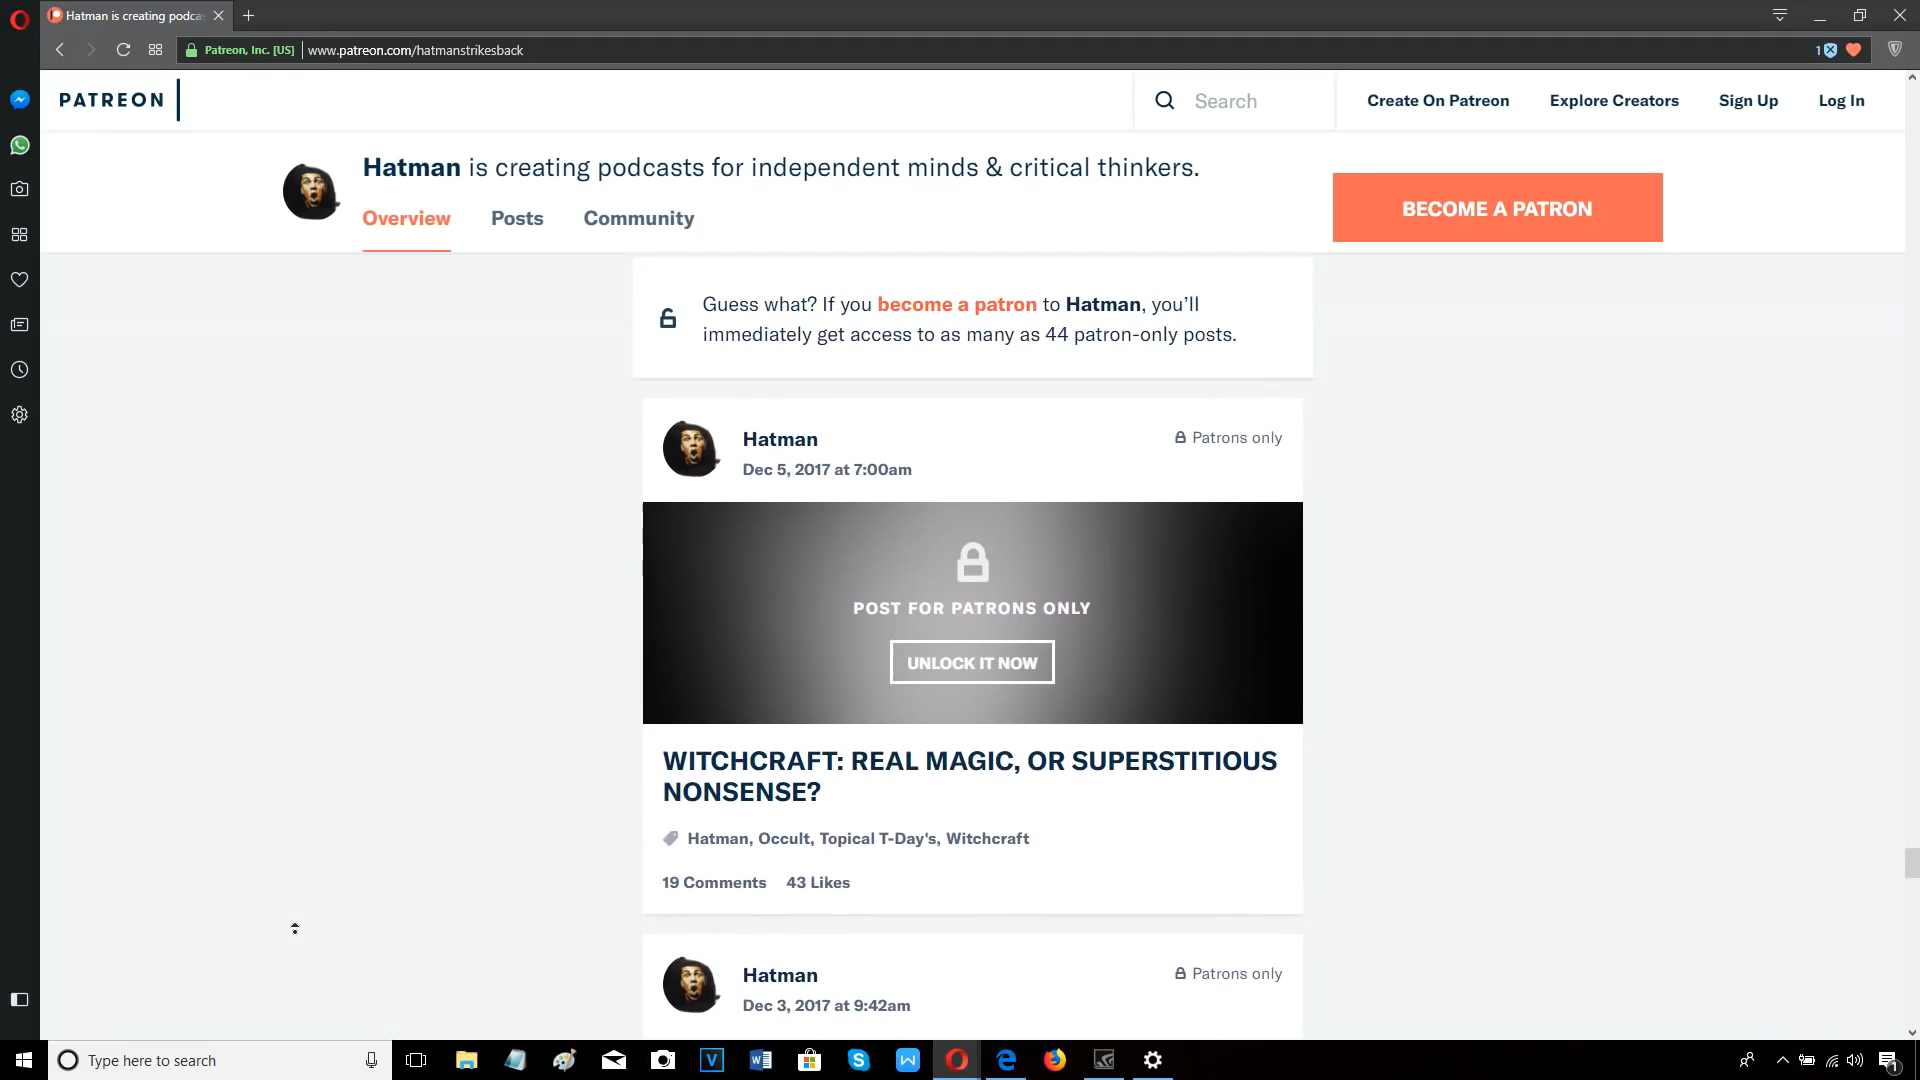 Hatman is creating podca
Patreon, Inc. [US] www.patreon.com/hatmanstrikesback 1
PATREON Search Create On Patreon Explore Creators Sign Up Log In
Hatman is creating podcasts for independent minds & critical thinkers.
BECOME A PATRON
Overview Posts Community
Guess what? If you become a patron to Hatman, you’ll
immediately get access to as many as 44 patron-only posts.
Hatman Patrons only
Dec 5, 2017 at 7:00am
POST FOR PATRONS ONLY
UNLOCK IT NOW
WITCHCRAFT: REAL MAGIC, OR SUPERSTITIOUS
NONSENSE?
Hatman, Occult, Topical T-Day's, Witchcraft
19 Comments 43 Likes
Hatman Patrons only
Dec 3, 2017 at 9:42am
Type here to search